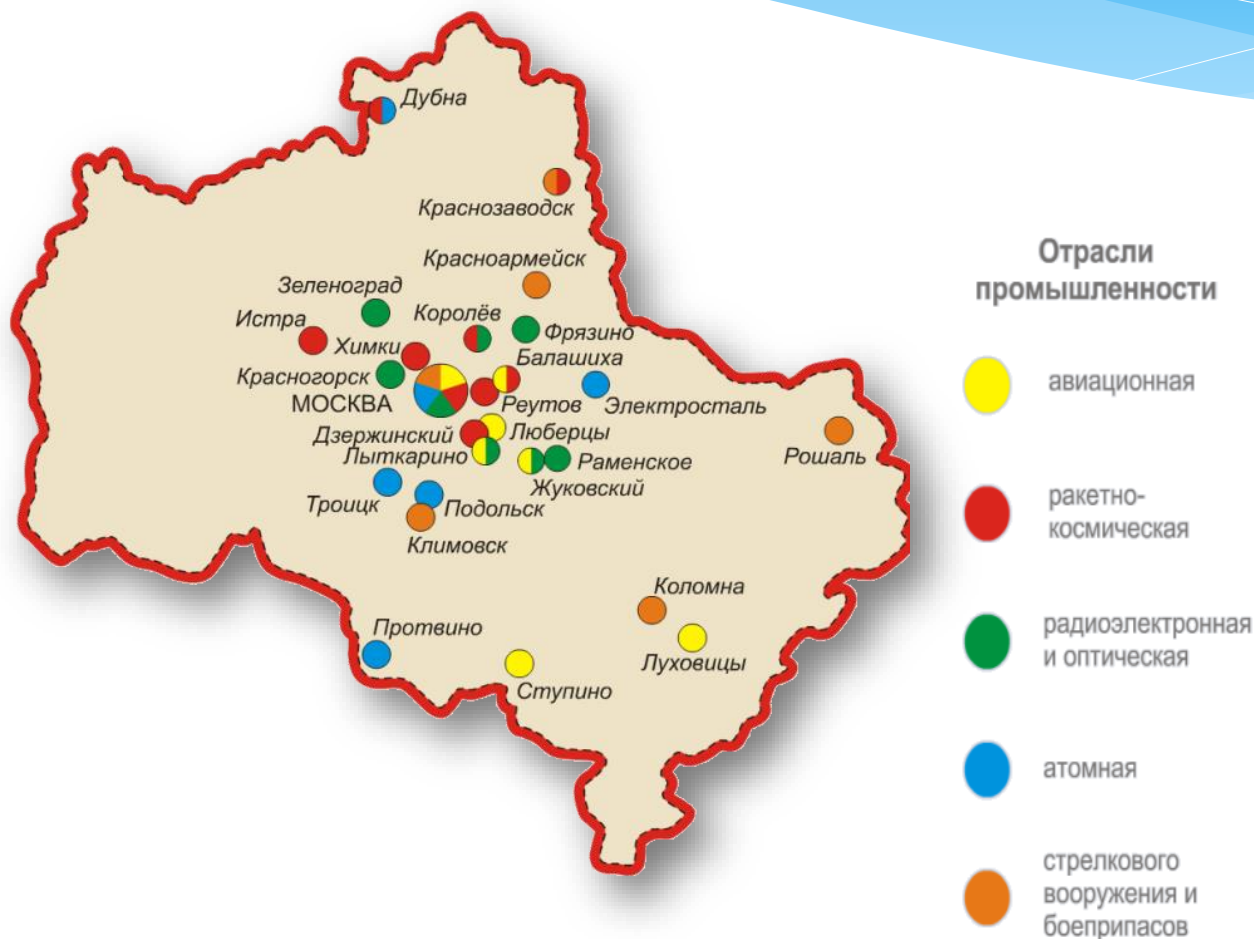 Дубна
Краснозаводск
Красноармейск
Зеленоград
Королёв
Истра
Фрязино
Химки
Балашиха
Красногорск
МОСКВА
Реутов
Электросталь
Дзержинский
Люберцы
Лыткарино
Раменское
Рошаль
Жуковский
Троицк
Подольск
Климовск
Коломна
Протвино
Луховицы
Ступино
Отрасли
промышленности
авиационная
ракетно-
космическая
радиоэлектронная
и оптическая
атомная
стрелкового
вооружения и
боеприпасов